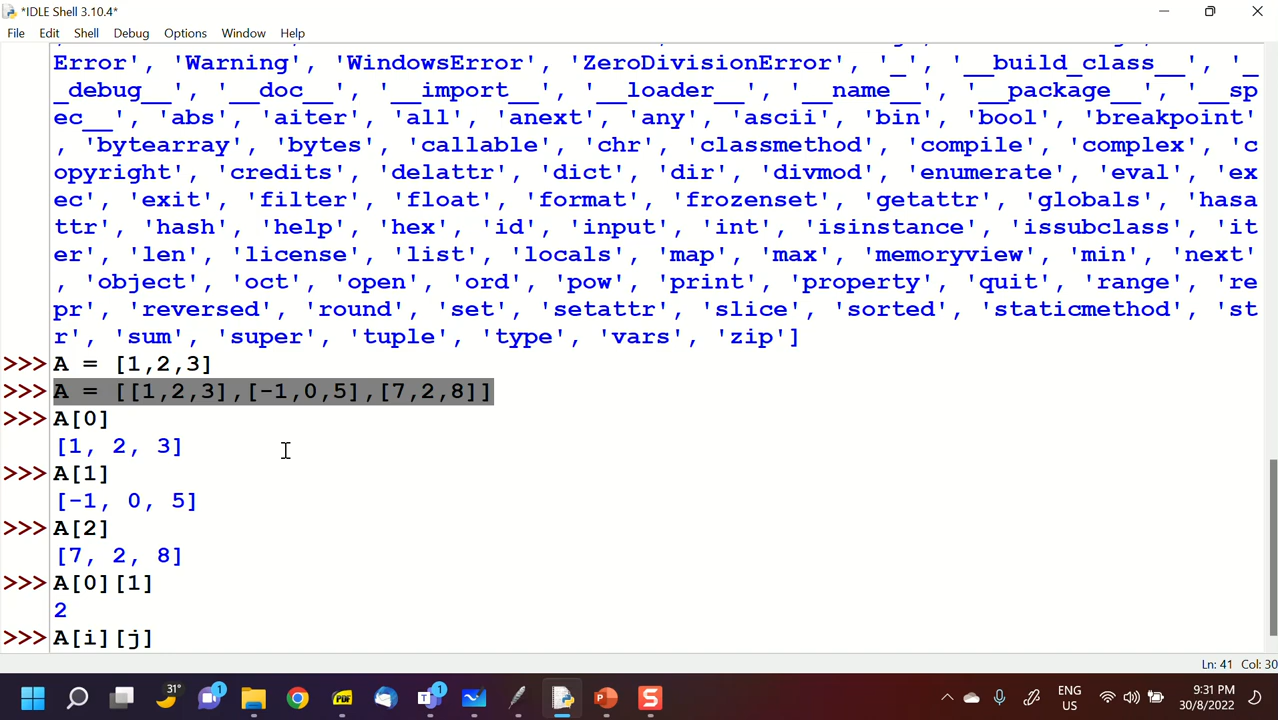 *IDLE Shell 3.10.4*
File Edit Shell Debug Options Window Help
Error', 'Warning', 'WindowsError', 'ZeroDivisionError', '_', '__build_class__', '_
_debug__', '__doc__', '__import__', '__loader__', '__name__', '__package__', '__sp
ec__', 'abs', 'aiter', 'all', 'anext', 'any', 'ascii', 'bin', 'bool', 'breakpoint'
, 'bytearray', 'bytes', 'callable', 'chr', 'classmethod', 'compile', 'complex', 'c
opyright', 'credits', 'delattr', 'dict', 'dir', 'divmod', 'enumerate', 'eval', 'ex
ec', 'exit', 'filter', 'float', 'format', 'frozenset', 'getattr', 'globals', 'hasa
ttr', 'hash', 'help', 'hex', 'id', 'input', 'int', 'isinstance', 'issubclass', 'it
er', 'len', 'license', 'list', 'locals', 'map', 'max', 'memoryview', 'min', 'next'
, 'object', 'oct', 'open', 'ord', 'pow', 'print', 'property', 'quit', 'range', 're
pr', 'reversed', 'round', 'set', 'setattr', 'slice', 'sorted', 'staticmethod', 'st
r', 'sum', 'super', 'tuple', 'type', 'vars', 'zip']
>>> A = [1,2,3]
>>> A = [[1,2,3],[-1,0,5],[7,2,8]]
>>> A[0]
[1, 2, 3]
>>> A[1]
[-1, 0, 5]
>>> A[2]
[7, 2, 8]
>>> A[0][1]
2
>>> A[i][j]
Ln: 41 Col: 30
31° 1 1 PDF S ENG 9:31 PM
US 30/8/2022